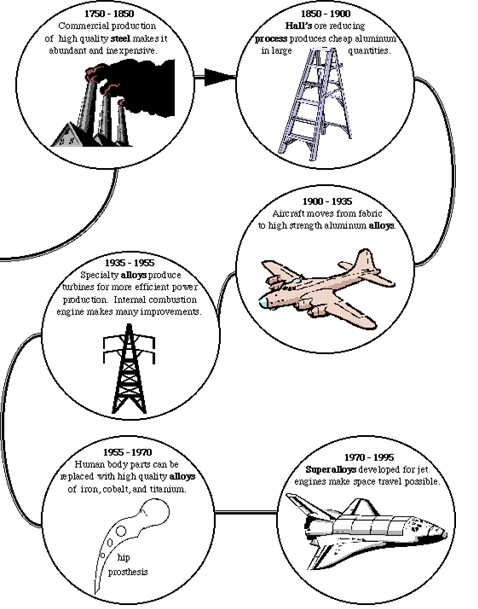 1750 - 1850
Commercial production
of high quality steel makes it
abundant and inexpensive.
1850 - 1900
Hall's ore reducing
process produces cheap aluminum
in large quantities.
1900 - 1935
Aircraft moves from fabric
to high strength aluminum alloys.
1935 - 1955
Specialty alloys produce
turbines for more efficient power
production. Internal combustion
engine makes many improvements.
1955 - 1970
Human body parts can be
replaced with high quality alloys
of iron, cobalt, and titanium.
hip
prosthesis
1970 - 1995
Superalloys developed for jet
engines make space travel possible.